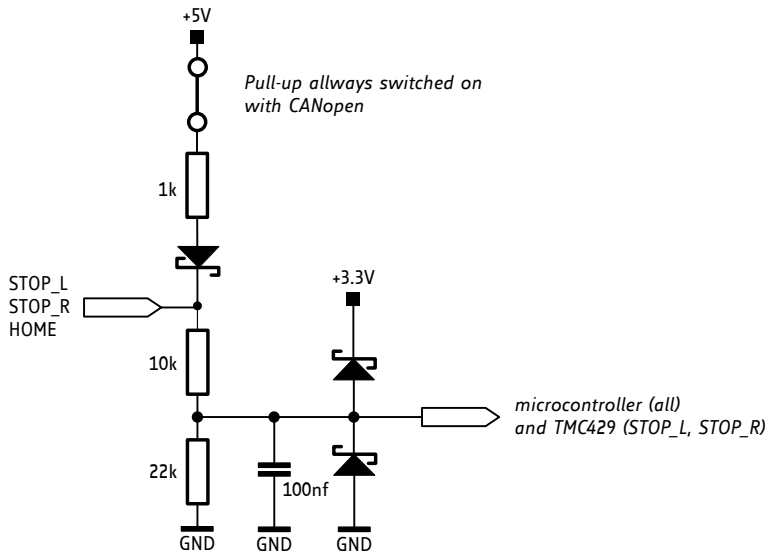 +5V
Pull-up allways switched on
with CANopen
1k
STOP_L
STOP_R
HOME
+3.3V
10k
microcontroller (all)
and TMC429 (STOP_L, STOP_R)
22k
100nf
GND
GND
GND